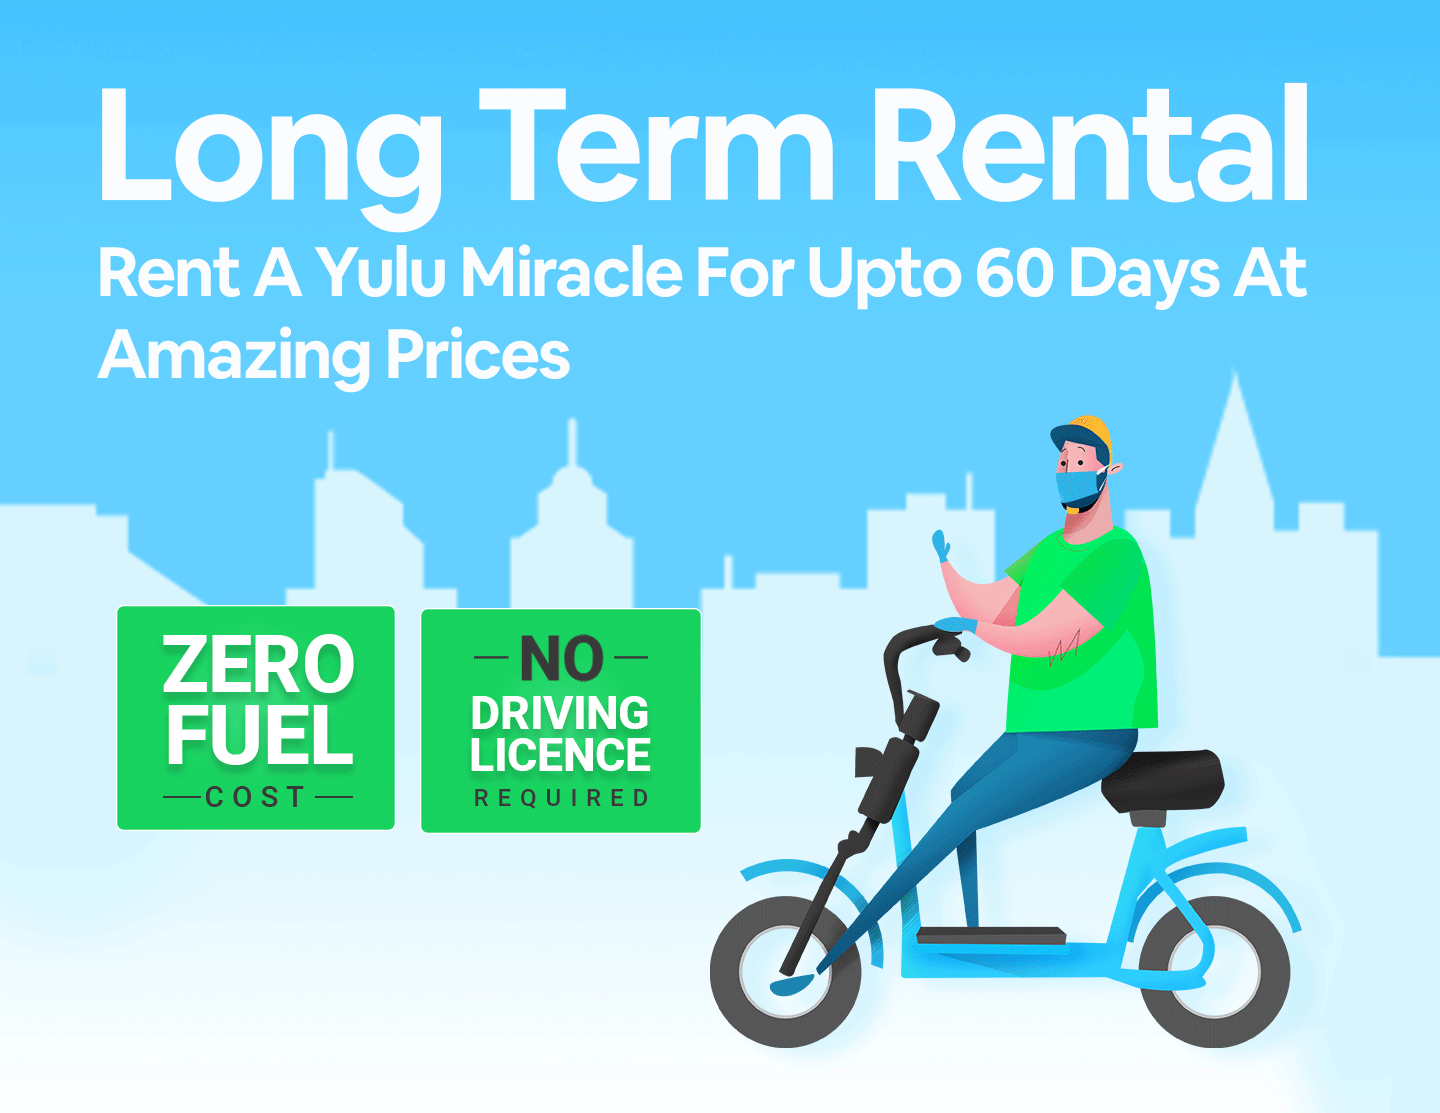 Long Term Rental
Rent A Yulu Miracle For Upto 60 Days At
Amazing Prices
ZERO
FUEL
COST
NO
DRIVING
LICENCE
REQUIRED